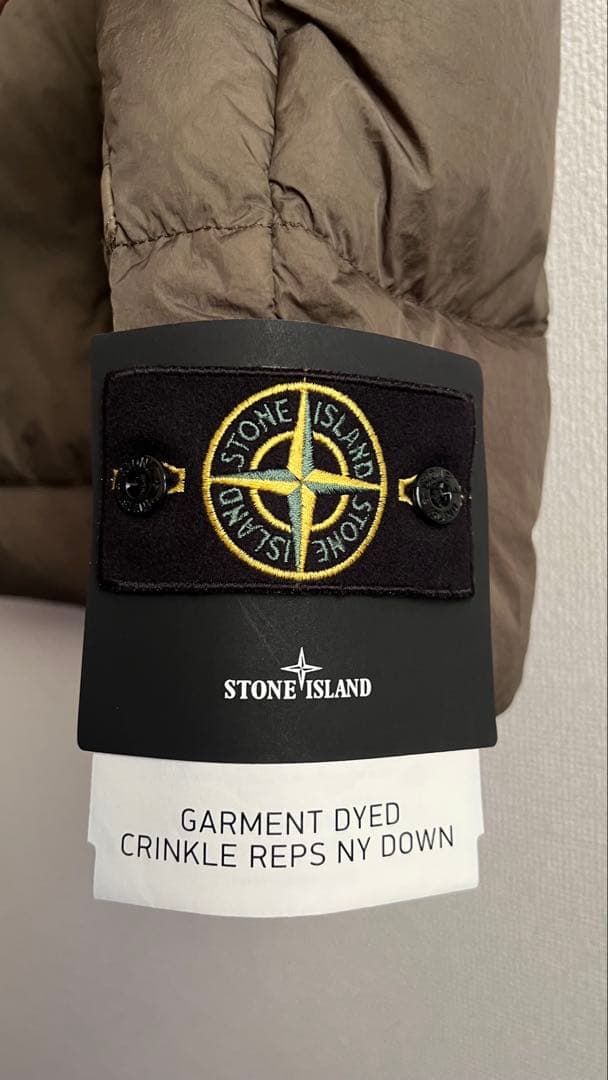 STONE ISLAND
STONE ISLAND
STONE ISLAND
GARMENT DYED
CRINKLE REPS NY DOWN